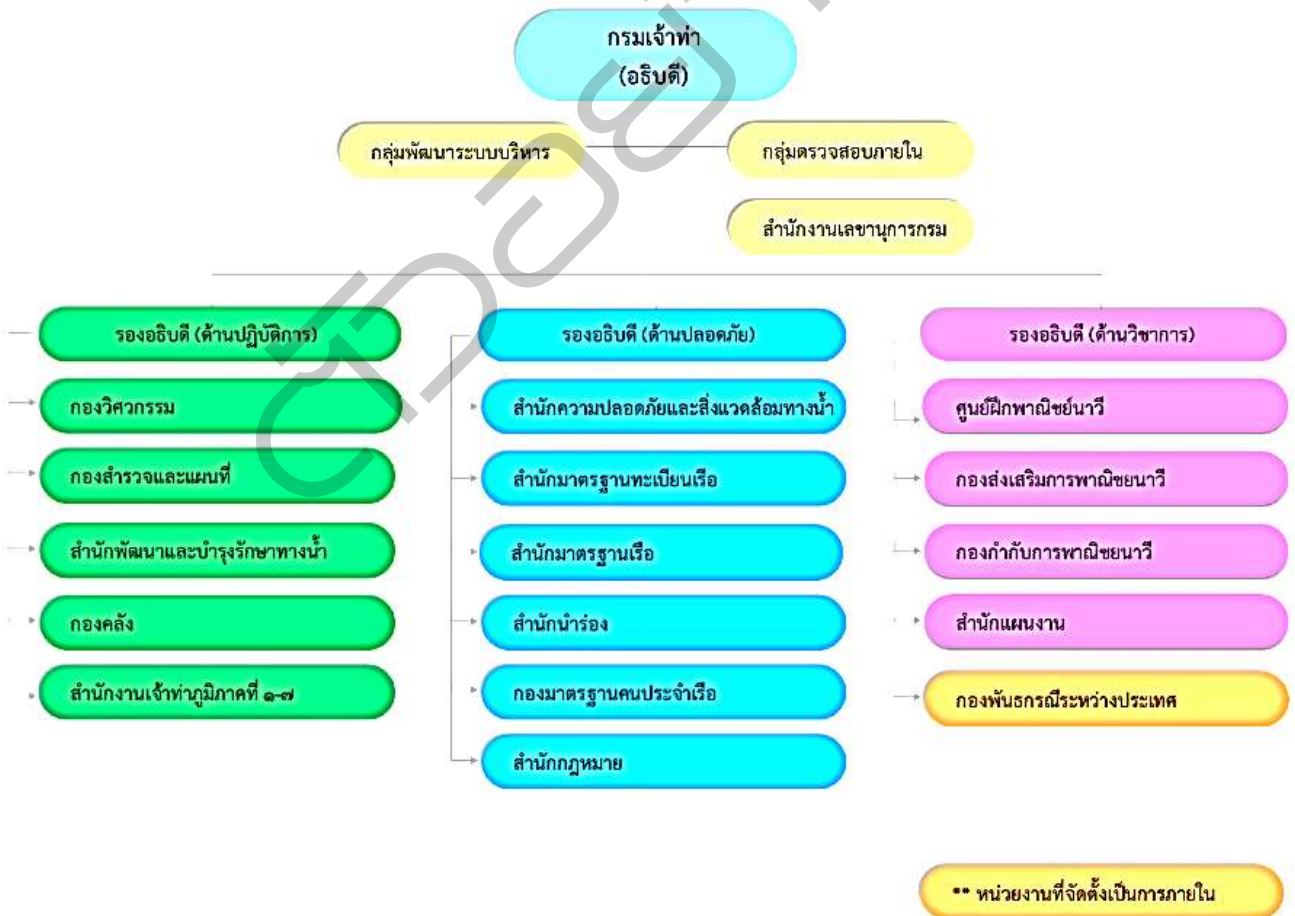 กรมเจ้าท่า
(อธิบดี)
กลุ่มพัฒนาระบบบริหาร
กลุ่มตรวจสอบภายใน
สำนักงานเลขานุการกรม
รองอธิบดี (ด้านปฏิบัติการ)
กองวิศวกรรม
กองสำรวจและแผนที่
สำนักพัฒนาและบำรุงรักษาทางน้ำ
กองคลัง
สำนักงานเจ้าท่าภูมิภาคที่ ๑-๗
รองอธิบดี (ด้านปลอดภัย)
สำนักความปลอดภัยและสิ่งแวดล้อมทางน้ำ
สำนักมาตรฐานทะเบียนเรือ
สำนักมาตรฐานเรือ
สำนักนำร่อง
กองมาตรฐานคนประจำเรือ
สำนักกฎหมาย
รองอธิบดี (ด้านวิชาการ)
ศูนย์ฝึกพาณิชย์นาวี
กองส่งเสริมการพาณิชยนาวี
กองกำกับการพาณิชยนาวี
สำนักแผนงาน
กองพันธกรณีระหว่างประเทศ
** หน่วยงานที่จัดตั้งเป็นการภายใน